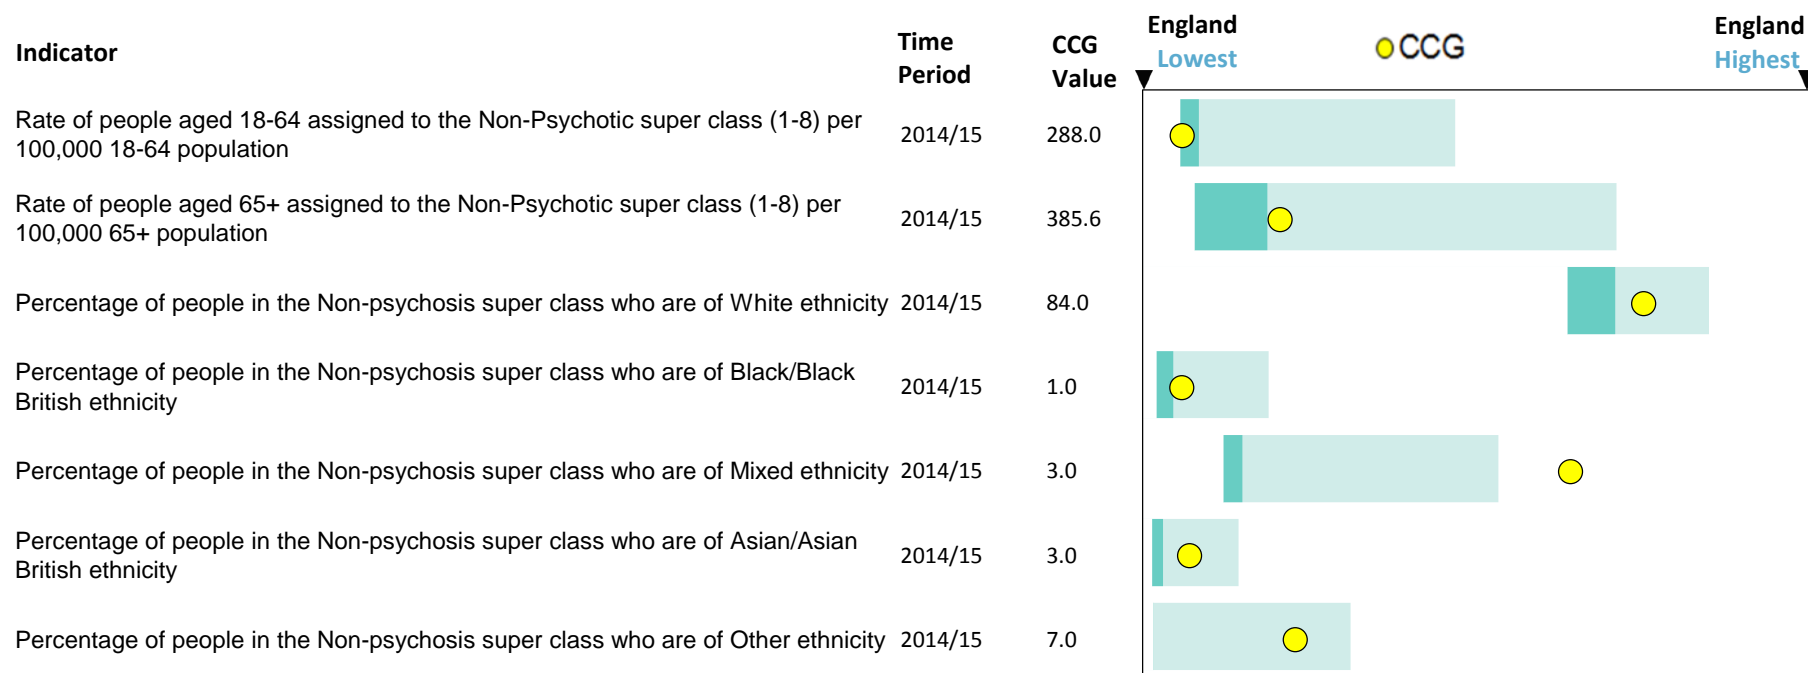 Indicator
Time
Period
CCG
Value
England
Lowest
CCG
England
Highest
Rate of people aged 18-64 assigned to the Non-Psychotic super class (1-8) per
100,000 18-64 population
2014/15
288.0
Rate of people aged 65+ assigned to the Non-Psychotic super class (1-8) per
100,000 65+ population
2014/15
385.6
Percentage of people in the Non-psychosis super class who are of White ethnicity
2014/15
84.0
Percentage of people in the Non-psychosis super class who are of Black/Black
British ethnicity
2014/15
1.0
Percentage of people in the Non-psychosis super class who are of Mixed ethnicity
2014/15
3.0
Percentage of people in the Non-psychosis super class who are of Asian/Asian
British ethnicity
2014/15
3.0
Percentage of people in the Non-psychosis super class who are of Other ethnicity
2014/15
7.0